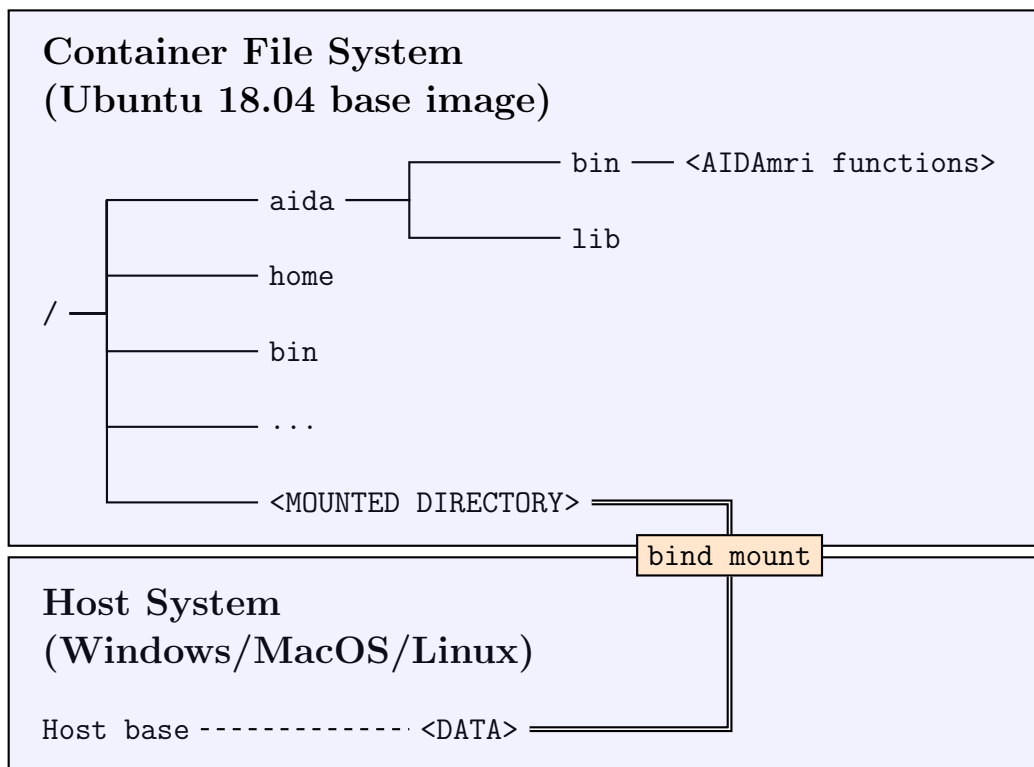 Container File System
(Ubuntu 18.04 base image)
bin
<AIDAmri functions>
aida
lib
home
/
bin
...
<MOUNTED DIRECTORY>
bind mount
Host System
(Windows/MacOS/Linux)
Host base
<DATA>